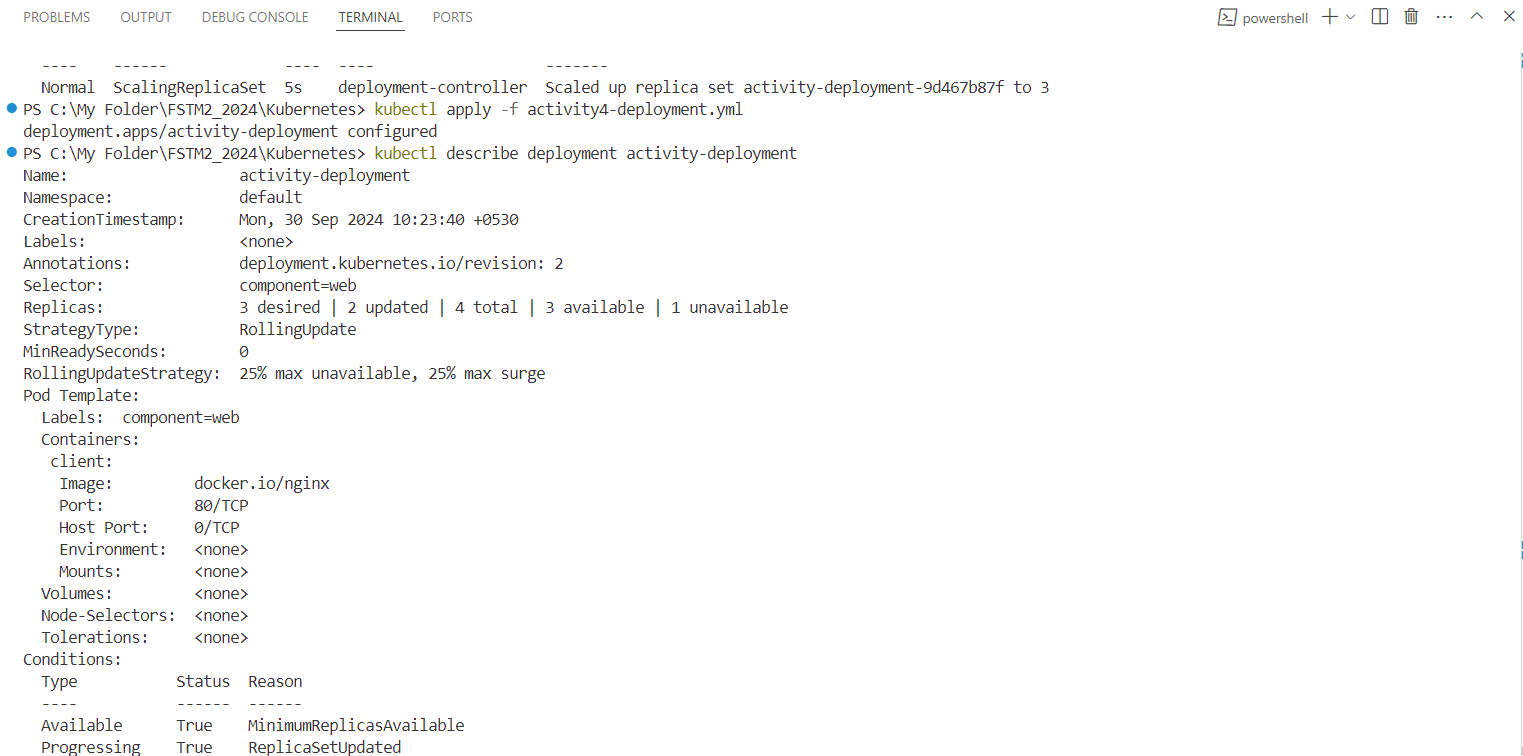 PROBLEMS OUTPUT DEBUG CONSOLE TERMINAL PORTS powershell
---- ------ ---- ---- -------
Normal ScalingReplicaSet 5s deployment-controller Scaled up replica set activity-deployment-9d467b87f to 3
PS C:\My Folder\FSTM2_2024\Kubernetes> kubectl apply -f activity4-deployment.yml
deployment.apps/activity-deployment configured
PS C:\My Folder\FSTM2_2024\Kubernetes> kubectl describe deployment activity-deployment
Name: activity-deployment
Namespace: default
CreationTimestamp: Mon, 30 Sep 2024 10:23:40 +0530
Labels: <none>
Annotations: deployment.kubernetes.io/revision: 2
Selector: component=web
Replicas: 3 desired | 2 updated | 4 total | 3 available | 1 unavailable
StrategyType: RollingUpdate
MinReadySeconds: 0
RollingUpdateStrategy: 25% max unavailable, 25% max surge
Pod Template:
Labels: component=web
Containers:
client:
Image: docker.io/nginx
Port: 80/TCP
Host Port: 0/TCP
Environment: <none>
Mounts: <none>
Volumes: <none>
Node-Selectors: <none>
Tolerations: <none>
Conditions:
Type Status Reason
---- ------ ------
Available True MinimumReplicasAvailable
Progressing True ReplicaSetUpdated